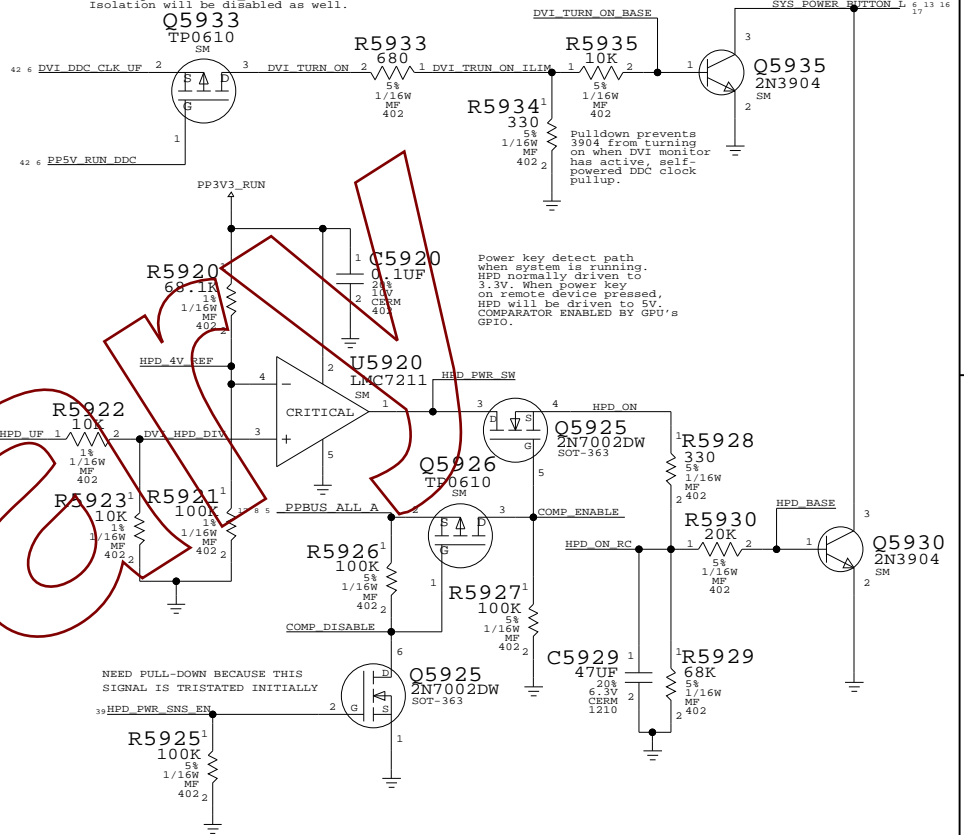 Isolation will be disabled as well.
Q5933
TP0610
SM
42 6 DVI_DDC_CLK_UF 2 S D 3 DVI_TURN_ON
G
1
42 6 PP5V_RUN_DDC
R5933
680
2 1
5%
1/16W
MF
402
DVI_TRUN_ON_ILIM
DVI_TURN_ON_BASE
R5935
10K
1 2
5%
1/16W
MF
402
R5934
330
5%
1/16W
MF
402
1
2
Pulldown prevents
3904 from turning
on when DVI monitor
has active, self-
powered DDC clock
pullup.
SYS_POWER_BUTTON_L 6 13 16
17
3
1
2
Q5935
2N3904
SM
PP3V3_RUN
R5920
68.1K
1%
1/16W
MF
402
1
2
C5920
0.1UF
20%
10V
CERM
402
1
2
Power key detect path
when system is running.
HPD normally driven to
3.3V. When power key
on remote device pressed,
HPD will be driven to 5V.
COMPARATOR ENABLED BY GPU's
GPIO.
HPD_4V_REF
U5920
LMC7211
SM
CRITICAL
4 −
3 +
2
5
1
HPD_PWR_SW
HPD_UF
R5922
10K
1 2
1%
1/16W
MF
402
DVI_HPD_DIV
R5923
10K
1%
1/16W
MF
402
1
2
R5921
100K
1%
1/16W
MF
402
1
2
3 D S 4
G
5
HPD_ON
Q5925
2N7002DW
SOT-363
Q5926
TP0610
SM
PPBUS_ALL_A
2 S D 3
G
1
COMP_ENABLE
R5928
330
5%
1/16W
MF
402
1
2
R5926
100K
5%
1/16W
MF
402
1
2
R5927
100K
5%
1/16W
MF
402
1
2
HPD_ON_RC
R5930
20K
1 2
5%
1/16W
MF
402
HPD_BASE
3
1
2
Q5930
2N3904
SM
COMP_DISABLE
C5929
47UF
20%
6.3V
CERM
1210
1
2
R5929
68K
5%
1/16W
MF
402
1
2
NEED PULL-DOWN BECAUSE THIS
SIGNAL IS TRISTATED INITIALLY
39 HPD_PWR_SNS_EN
6
D
2 G S
1
Q5925
2N7002DW
SOT-363
R5925
100K
5%
1/16W
MF
402
1
2